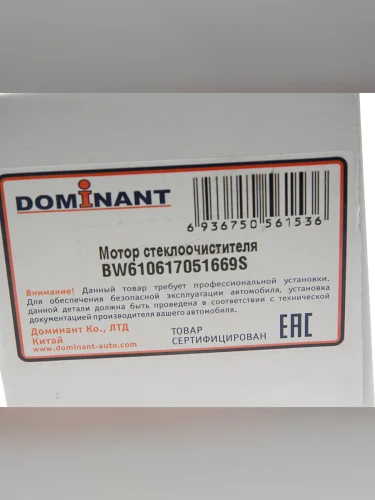 DOMINANT
6 936750 561536
Мотор стеклоочистителя
BW610617051669S
Внимание! Данный товар требует профессиональной установки.
Для обеспечения безопасной эксплуатации автомобиля, установка
данной детали должна быть проведена в соответствии с технической
документацией производителя вашего автомобиля.
Доминант Ко., ЛТД
Китай
www.dominant-auto.com
ТОВАР
СЕРТИФИЦИРОВАН
EAC